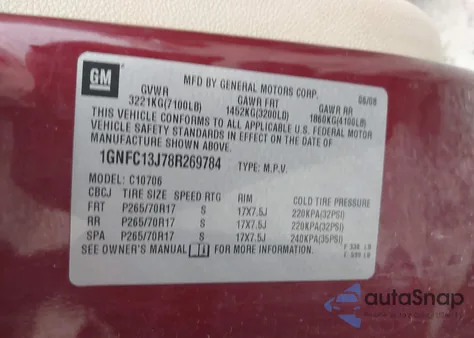 GM
MFD BY GENERAL MOTORS CORP.
06/08
GVWR GAWR FRT GAWR RR
3221KG(7100LB) 1452KG(3200LB) 1860KG(4100LB)
THIS VEHICLE CONFORMS TO ALL APPLICABLE U.S. FEDERAL MOTOR
VEHICLE SAFETY STANDARDS IN EFFECT ON THE DATE OF
MANUFACTURE SHOWN ABOVE.
1GNFC13J78R269784 TYPE: M.P.V.
MODEL: C10706
CBCJ TIRE SIZE SPEED RTG RIM COLD TIRE PRESSURE
FRT P265/70R17 S 17X7.5J 220KPA(32PSI)
RR P265/70R17 S 17X7.5J 220KPA(32PSI)
SPA P265/70R17 S 17X7.5J 240KPA(35PSI)
SEE OWNER'S MANUAL FOR MORE INFORMATION.
autoSnap